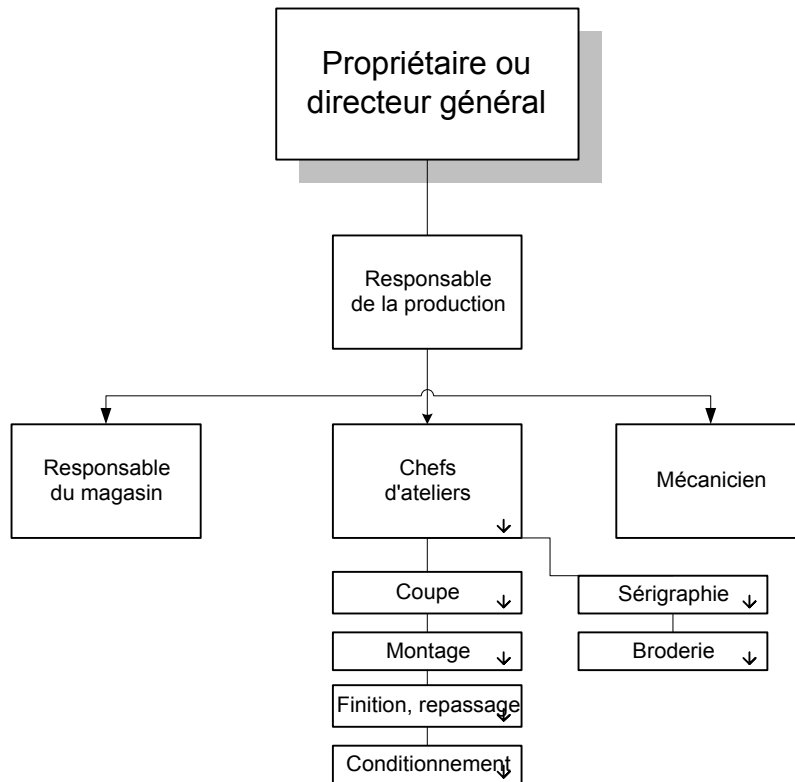 Propriétaire ou
directeur général
Responsable
de la production
Responsable
du magasin
Chefs
d'ateliers
Mécanicien
Coupe
Sérigraphie
Montage
Broderie
Finition, repassage
Conditionnement